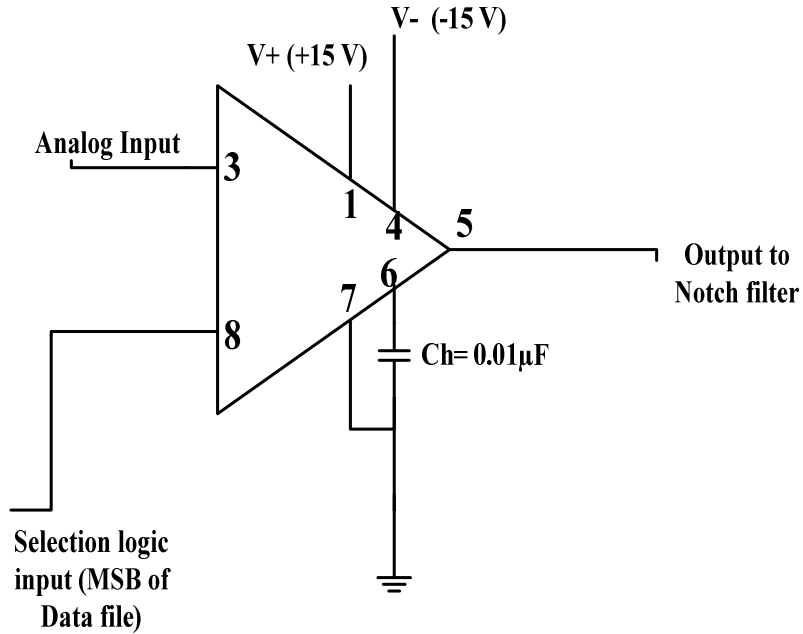 V- (-15 V)
V+ (+15 V)
Analog Input
3
1
4
5
Output to
Notch filter
6
7
8
Ch= 0.01µF
Selection logic
input (MSB of
Data file)